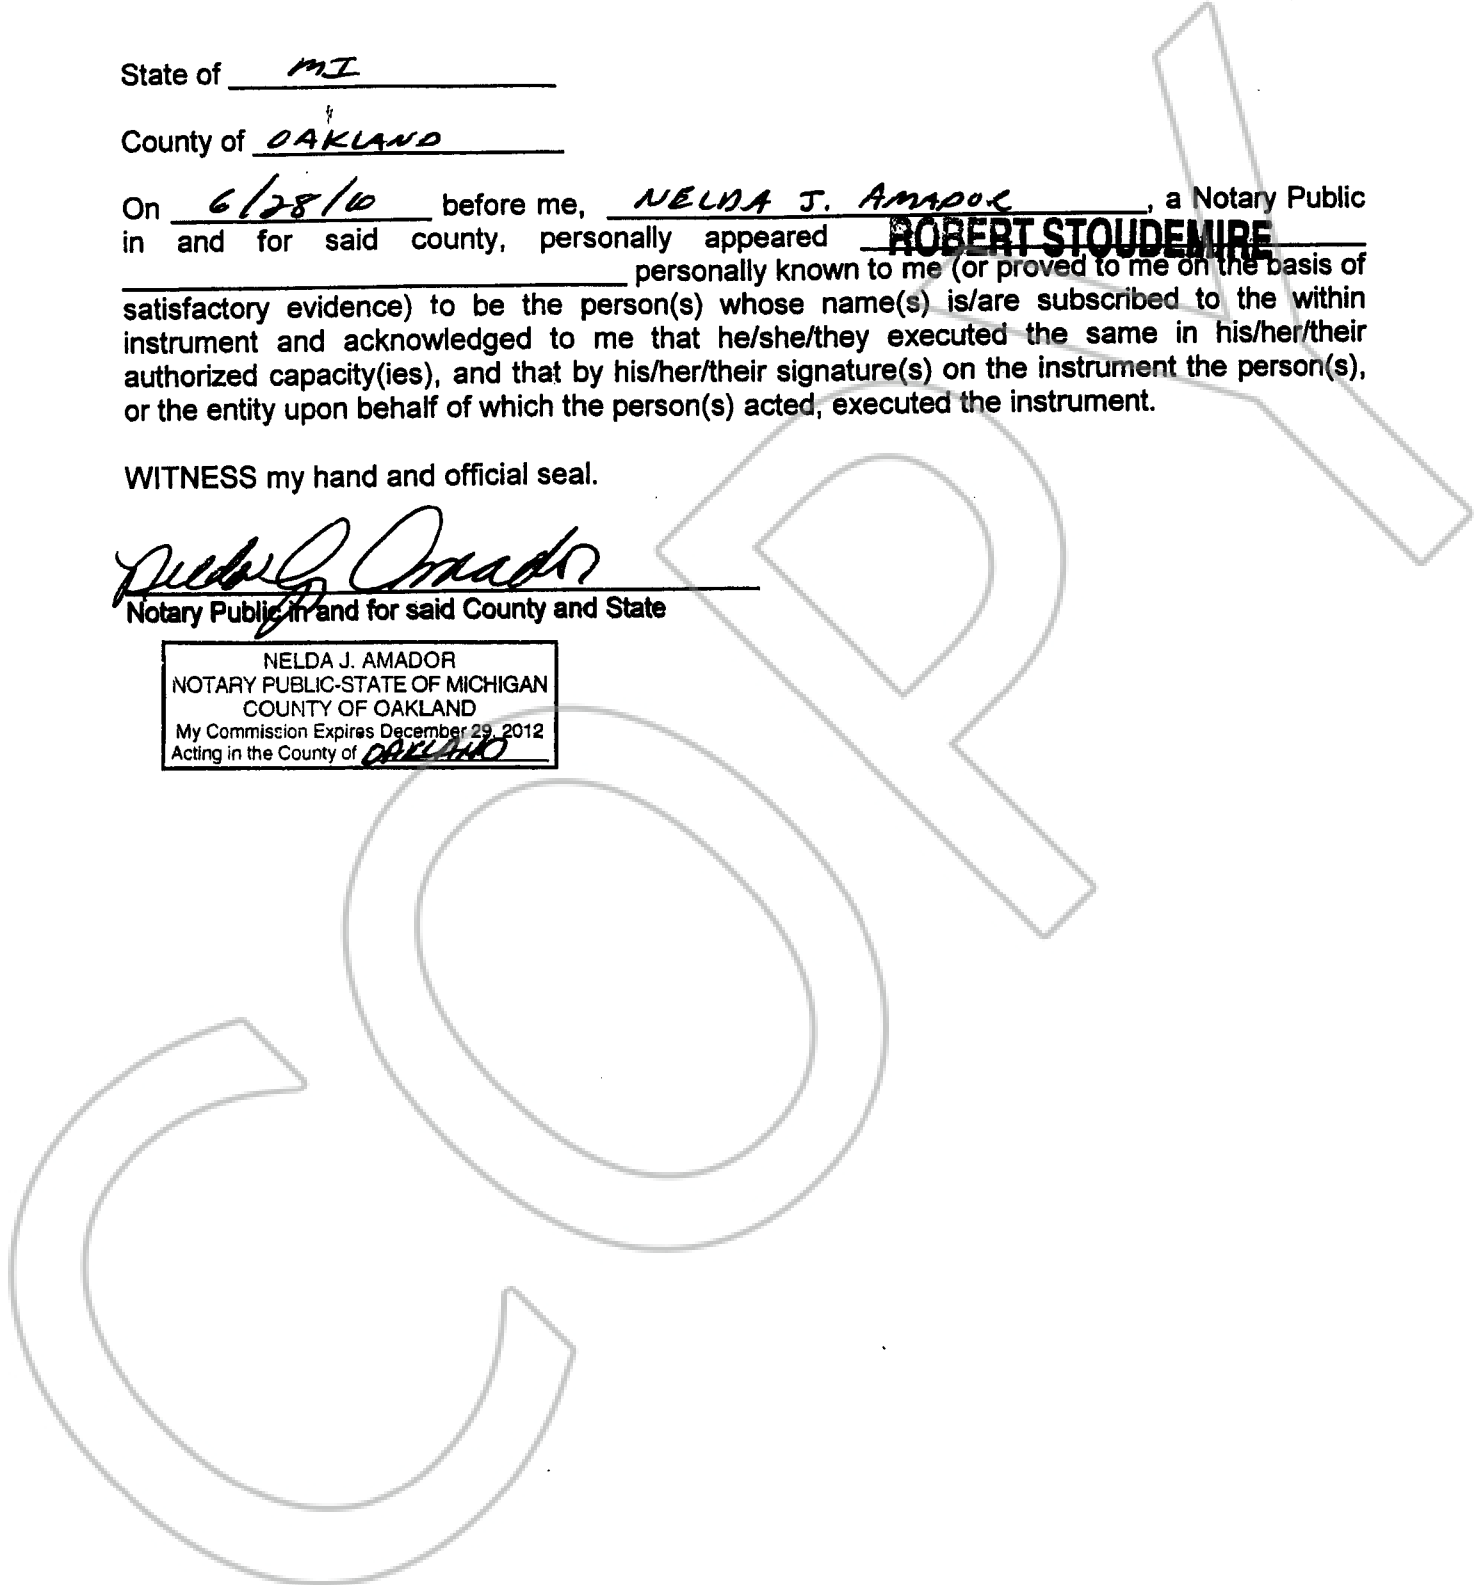 State of MI
County of OAKLAND
On 6/28/10 before me, NELDA J. AMADOR, a Notary Public
in and for said county, personally appeared ROBERT STOUDEMIRE
personally known to me (or proved to me on the basis of
satisfactory evidence) to be the person(s) whose name(s) is/are subscribed to the within
instrument and acknowledged to me that he/she/they executed the same in his/her/their
authorized capacity(ies), and that by his/her/their signature(s) on the instrument the person(s),
or the entity upon behalf of which the person(s) acted, executed the instrument.
WITNESS my hand and official seal.
Nelda J Amador
Notary Public in and for said County and State
NELDA J. AMADOR
NOTARY PUBLIC-STATE OF MICHIGAN
COUNTY OF OAKLAND
My Commission Expires December 29, 2012
Acting in the County of OAKLAND
COPY